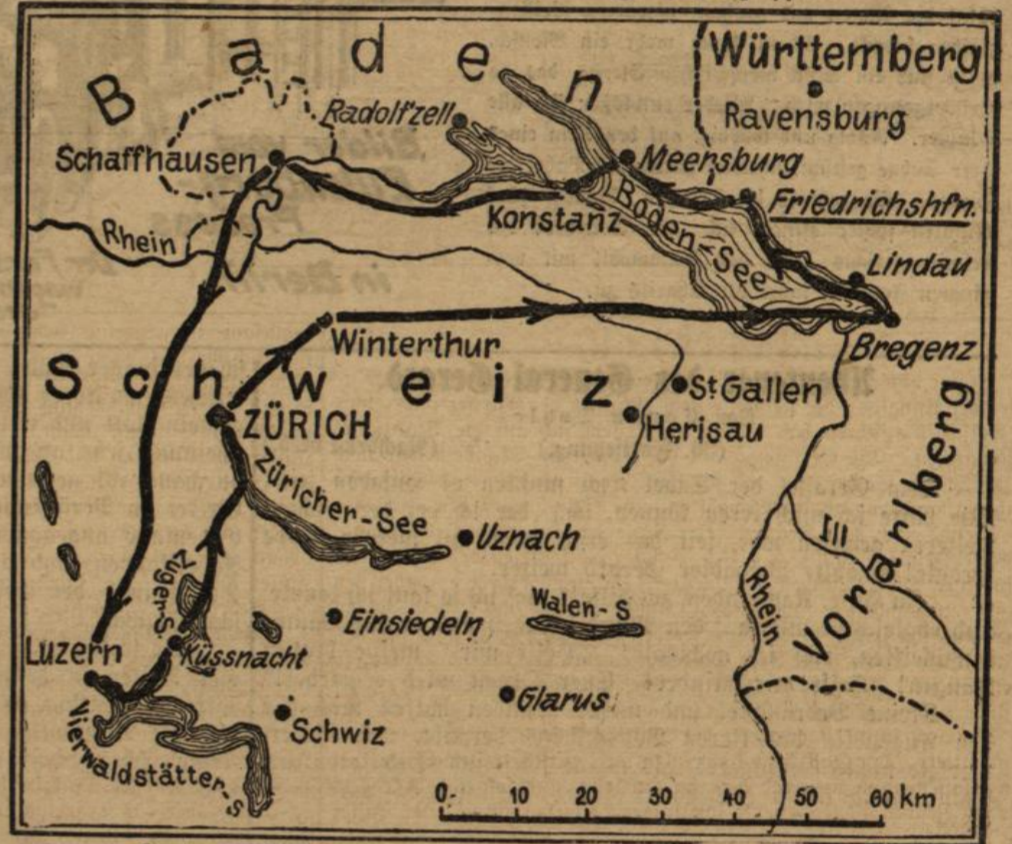 Baden
Württemberg
Ravensburg
Radolfzell
Schaffhausen
Meersburg
Konstanz
Boden-See
Friedrichshfn.
Rhein
Lindau
Winterthur
Bregenz
Schweiz
St. Gallen
ZÜRICH
Herisau
Züricher-See
Uznach
Ill
Vorarlberg
Zuger-S.
Walen-S
Rhein
Einsiedeln
Luzern
Küssnacht
Glarus
Schwiz
Vierwaldstätter-S
0 10 20 30 40 50 60 km